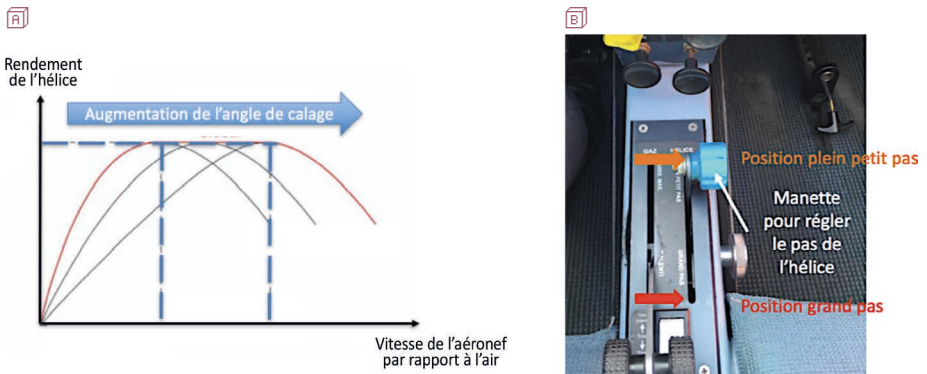 A
Rendement
de l'hélice
Augmentation de l'angle de calage
Vitesse de l'aéronef
par rapport à l'air
B
GAZ HÉLICE
PETIT PAS
GRAND PAS
Position plein petit pas
Manette
pour régler
le pas de
l'hélice
Position grand pas